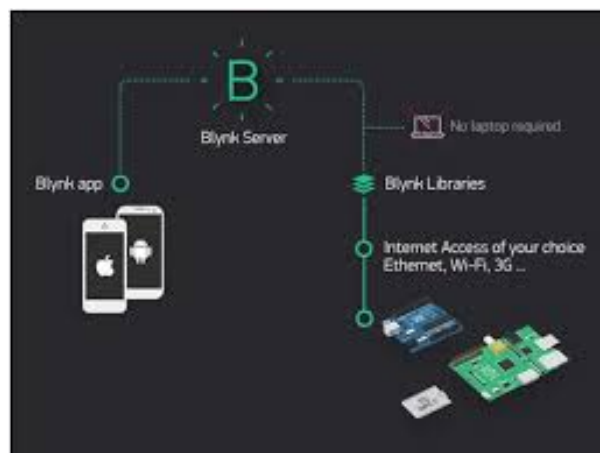 B
Blynk Server
No laptop required
Blynk app
Blynk Libraries
Internet Access of your choice
Ethernet, Wi-Fi, 3G ...